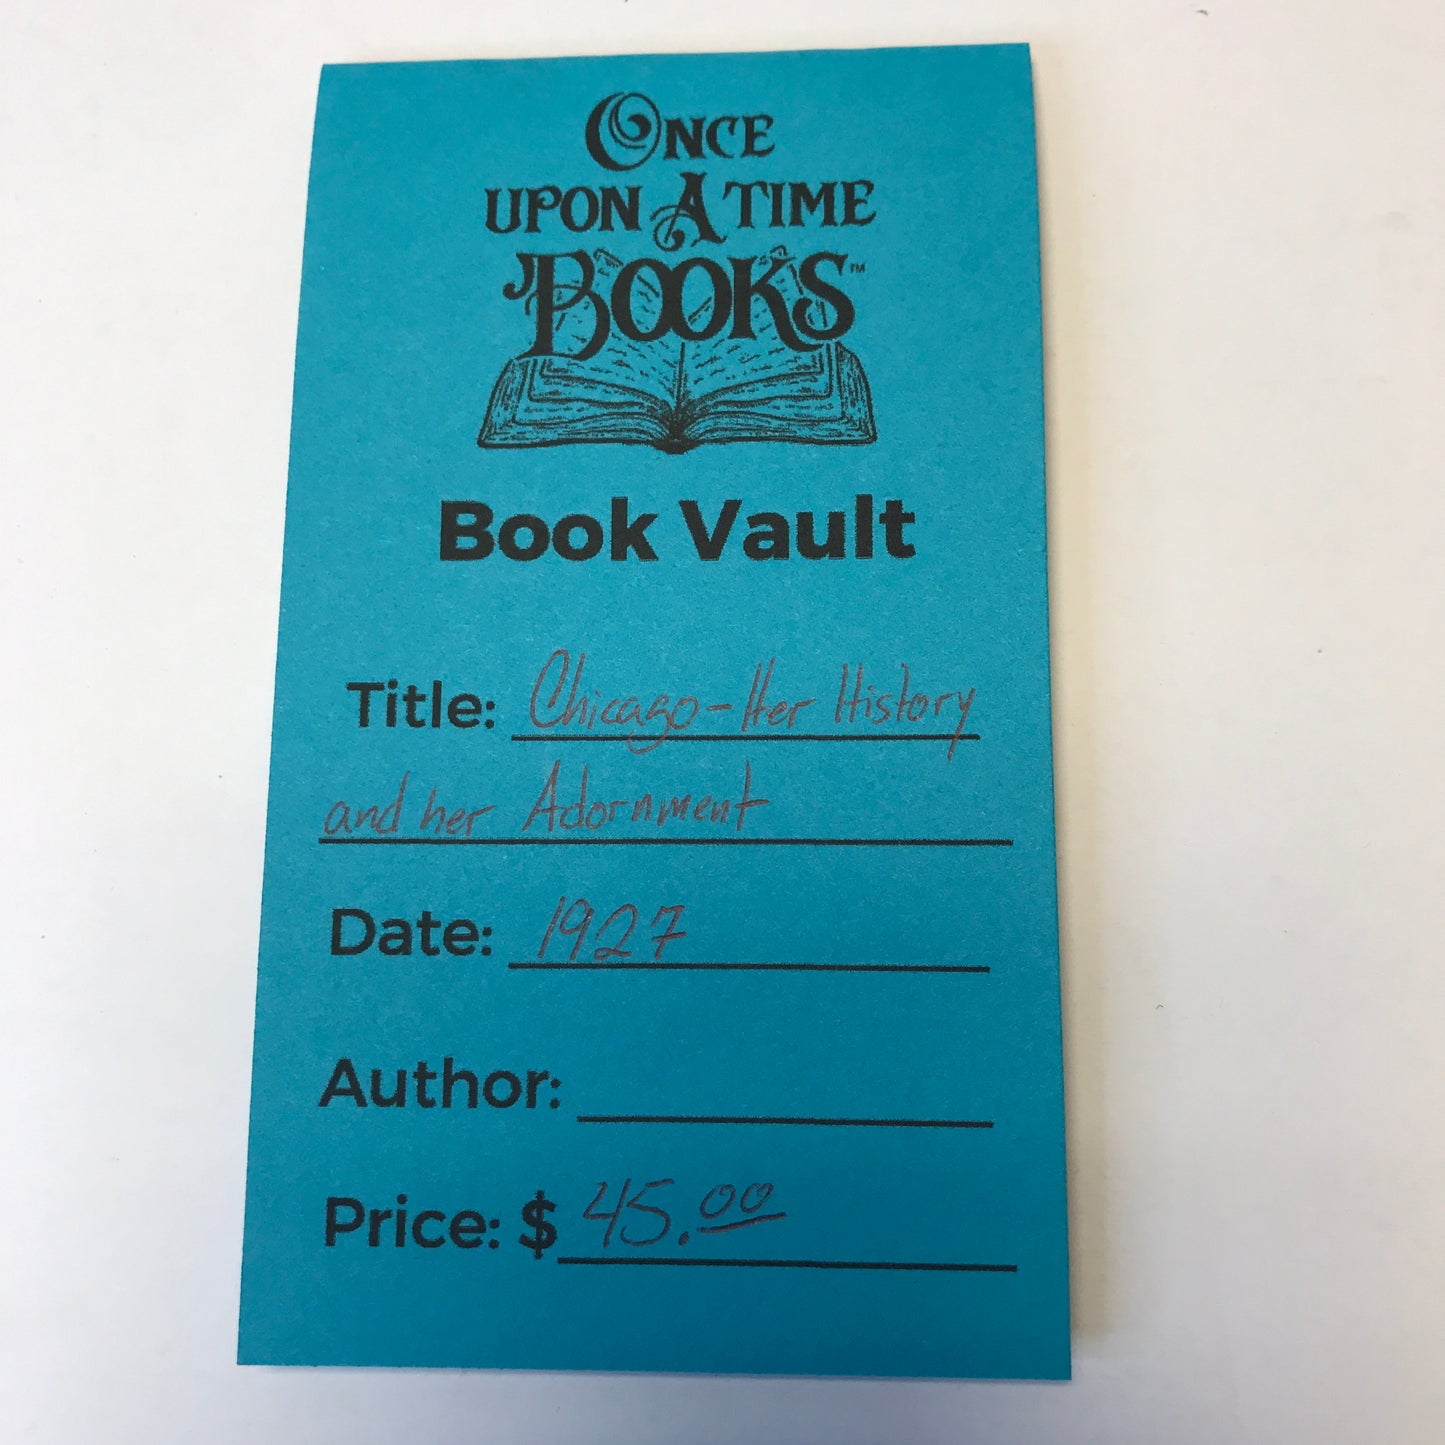 ONCE
UPON A TIME
BOOKS™
Book Vault
Title: Chicago - Her History
and her Adornment
Date: 1927
Author:
Price: $ 45.00